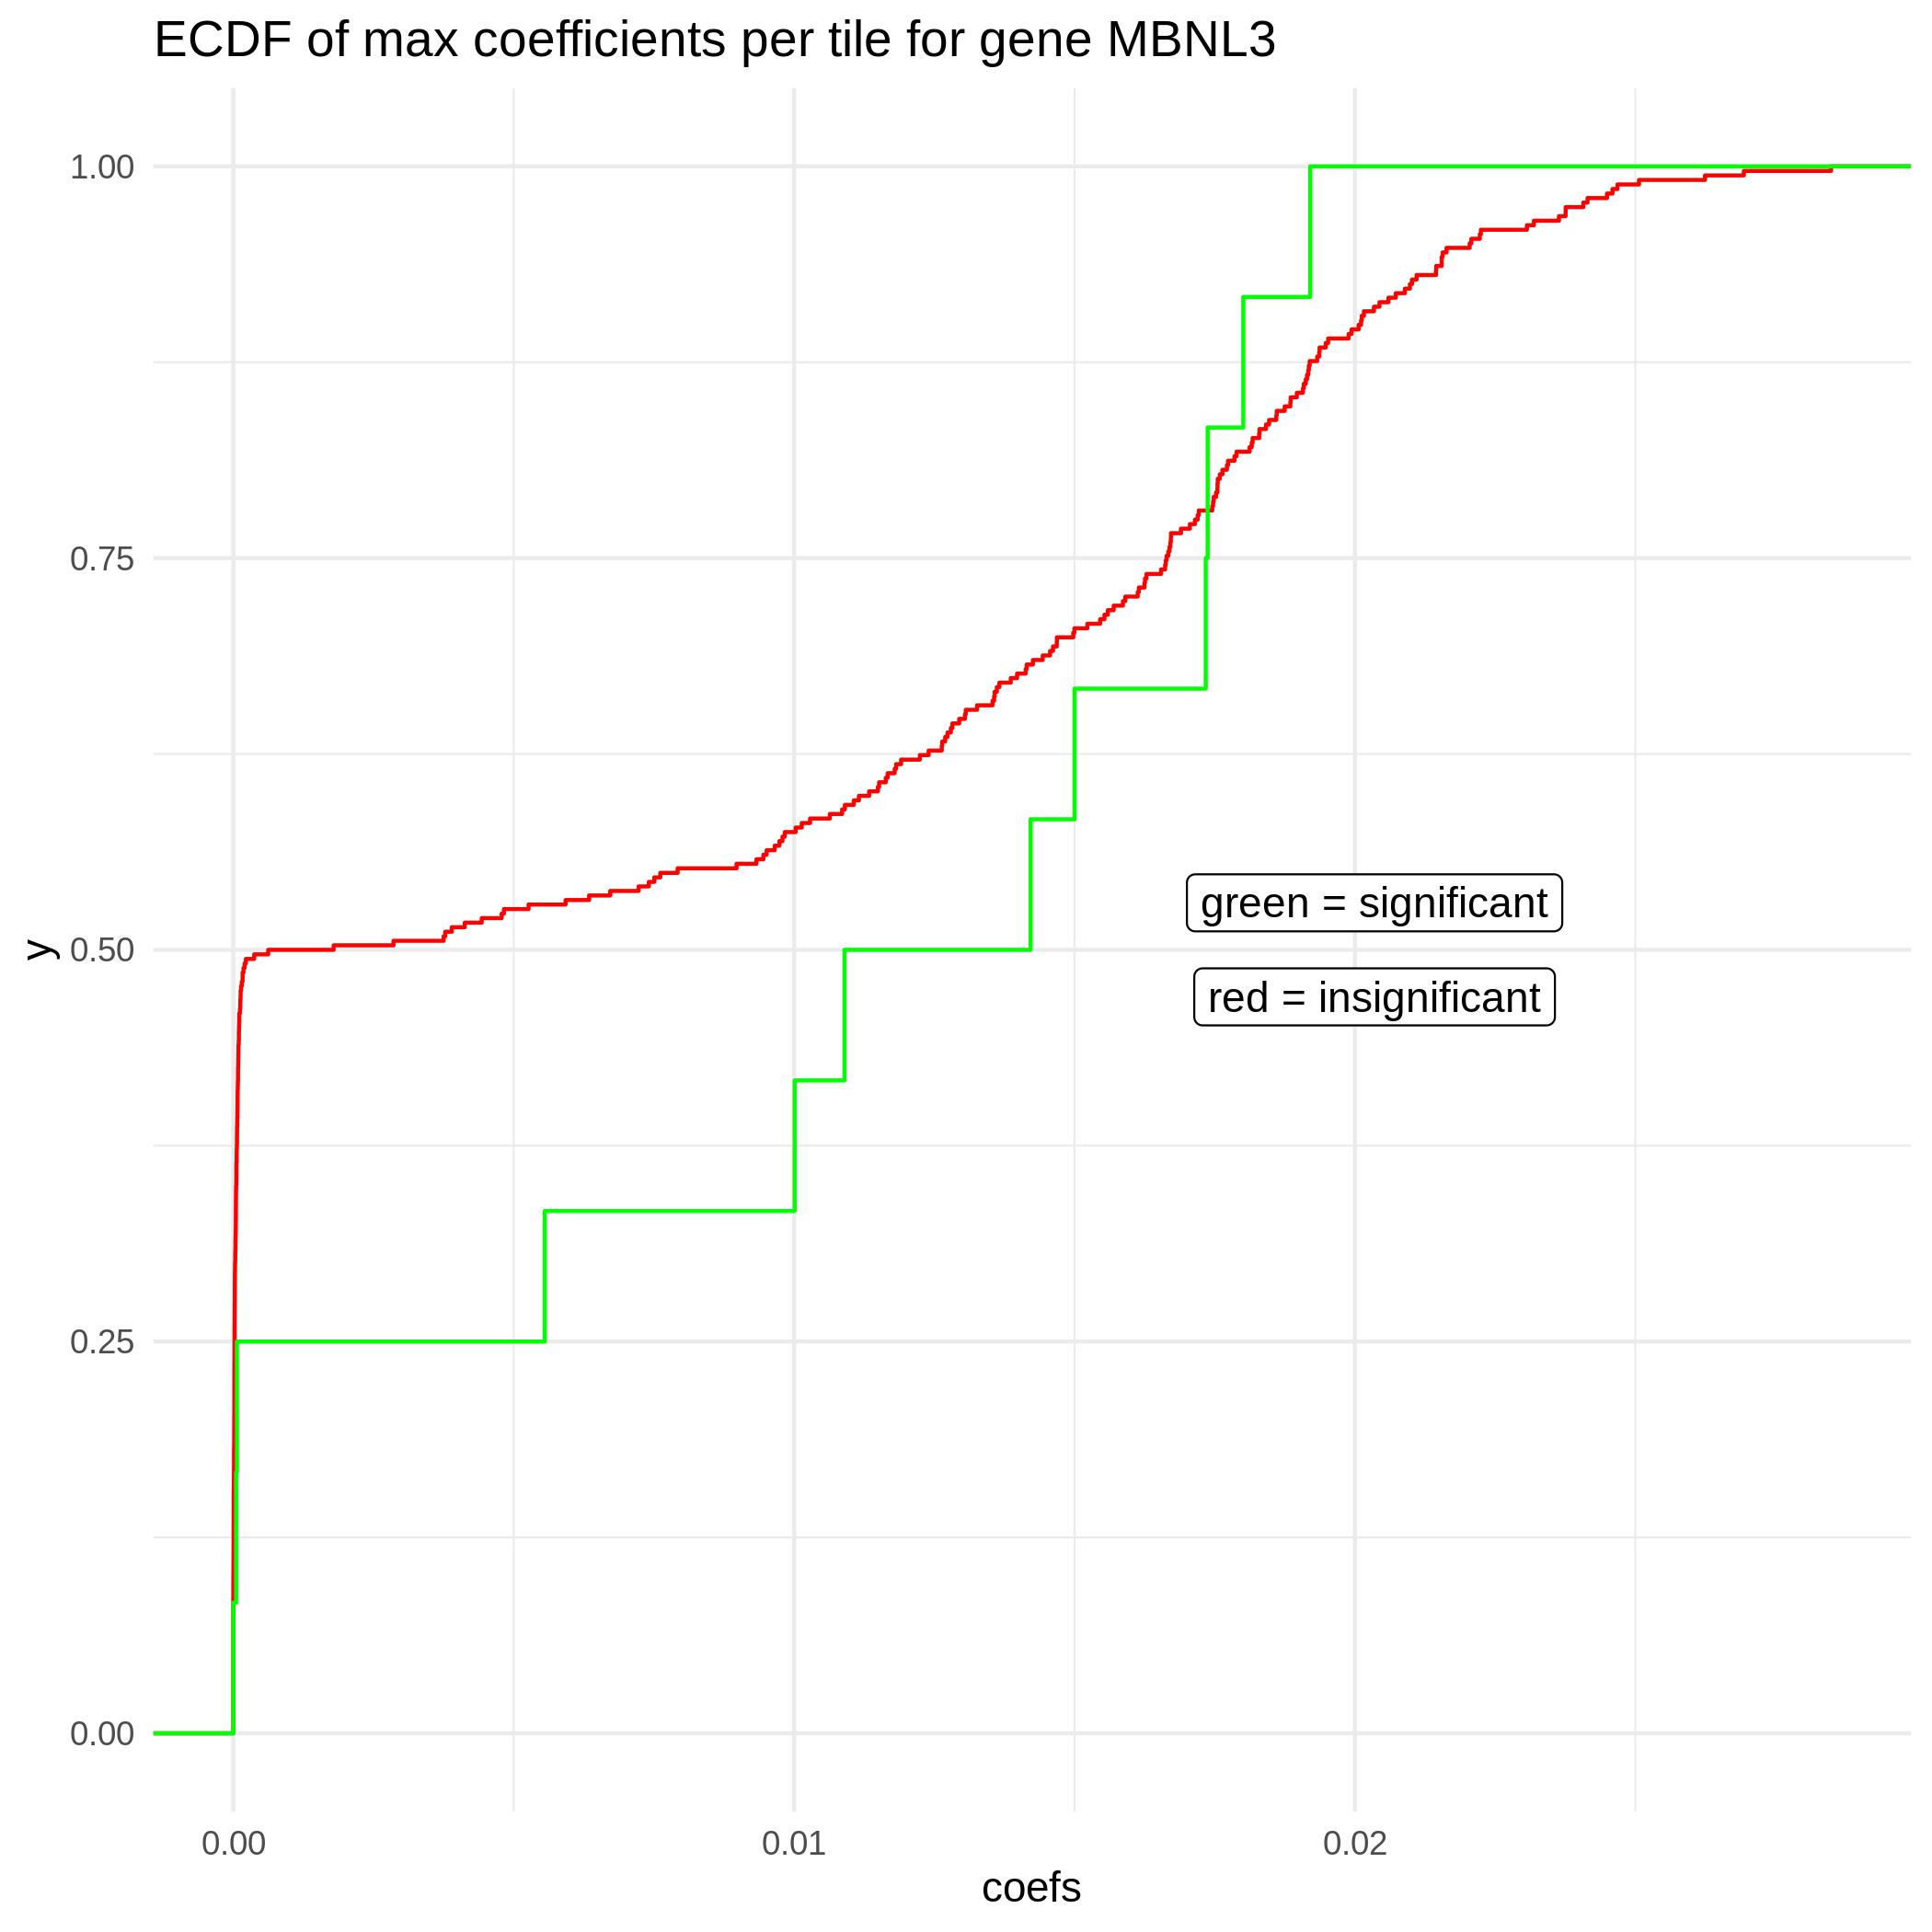 ECDF of max coefficients per tile for gene MBNL3
1.00
0.75
0.50
0.25
0.00
y
green = significant
red = insignificant
0.00 0.01 0.02
coefs